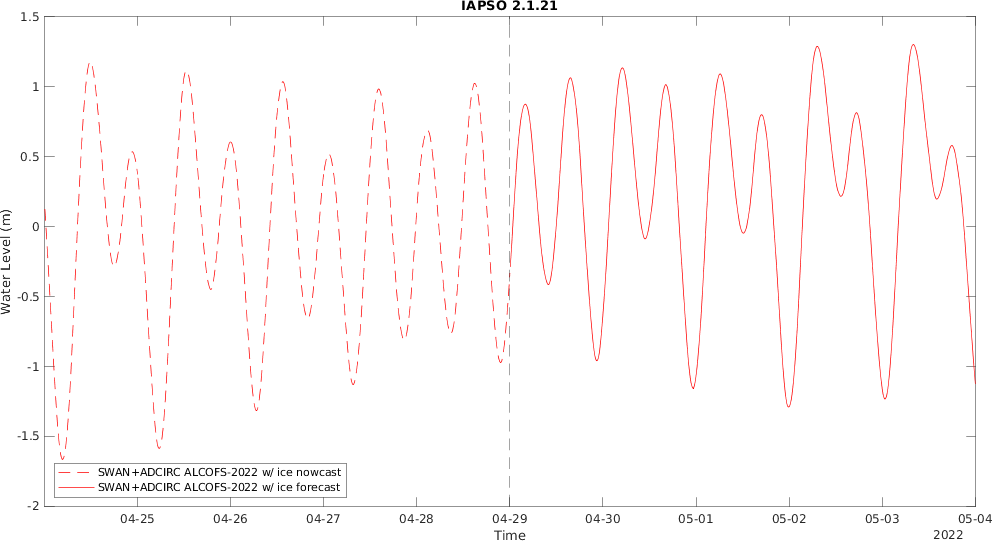 IAPSO 2.1.21
1.5
1
0.5
0
-0.5
-1
-1.5
-2
Water Level (m)
SWAN+ADCIRC ALCOFS-2022 w/ ice nowcast
SWAN+ADCIRC ALCOFS-2022 w/ ice forecast
04-25 04-26 04-27 04-28 04-29 04-30 05-01 05-02 05-03 05-04
Time
2022